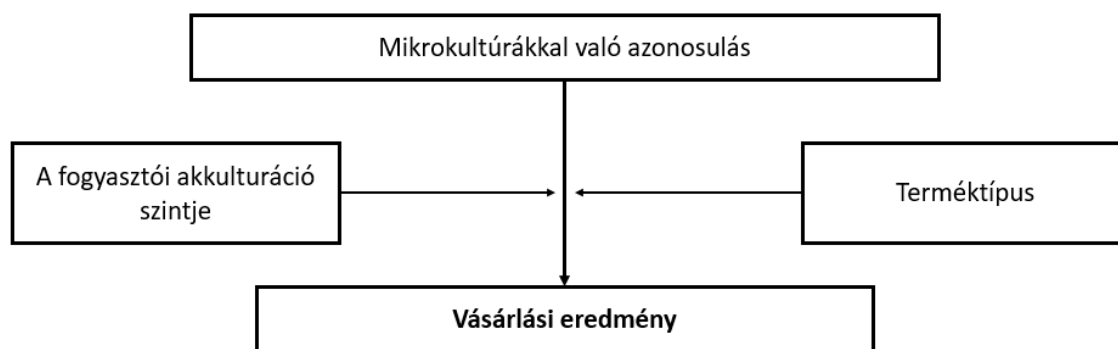 Mikrokultúrákkal való azonosulás
A fogyasztói akkulturáció
szintje
Terméktípus
Vásárlási eredmény